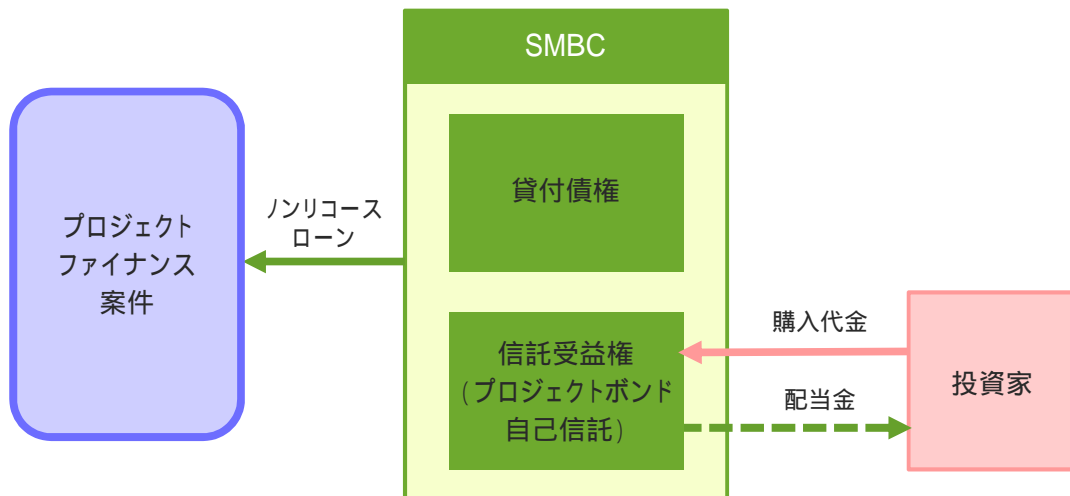 SMBC
貸付債権
ノンリコース
ローン
プロジェクト
ファイナンス
案件
信託受益権
(プロジェクトボンド
自己信託)
購入代金
配当金
投資家